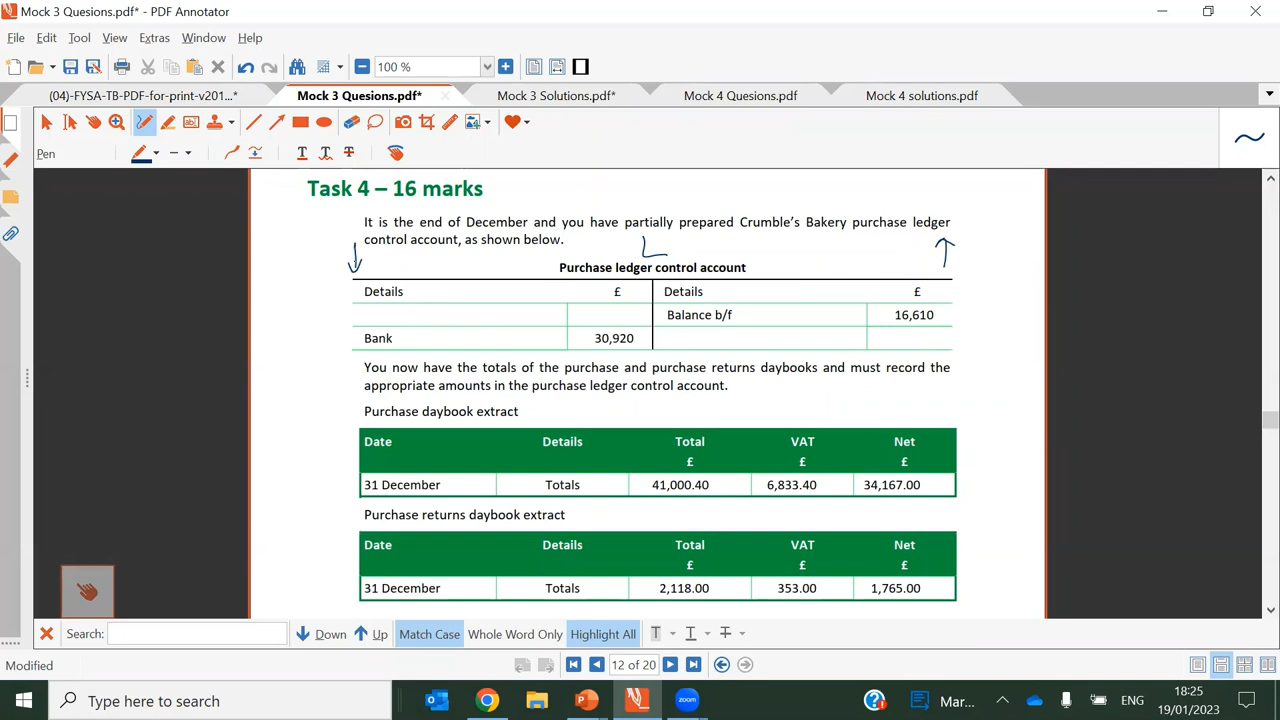 Mock 3 Quesions.pdf* - PDF Annotator
File Edit Tool View Extras Window Help
100 %
(04)-FYSA-TB-PDF-for-print-v201...* Mock 3 Quesions.pdf* Mock 3 Solutions.pdf* Mock 4 Quesions.pdf Mock 4 solutions.pdf
Pen
Task 4 – 16 marks
It is the end of December and you have partially prepared Crumble's Bakery purchase ledger
control account, as shown below.
L
Purchase ledger control account
Details £ Details £
Balance b/f 16,610
Bank 30,920
You now have the totals of the purchase and purchase returns daybooks and must record the
appropriate amounts in the purchase ledger control account.
Purchase daybook extract
Date Details Total VAT Net
£ £ £
31 December Totals 41,000.40 6,833.40 34,167.00
Purchase returns daybook extract
Date Details Total VAT Net
£ £ £
31 December Totals 2,118.00 353.00 1,765.00
Search: Down Up Match Case Whole Word Only Highlight All
Modified 12 of 20
Type here to search Mar... ENG 18:25
19/01/2023